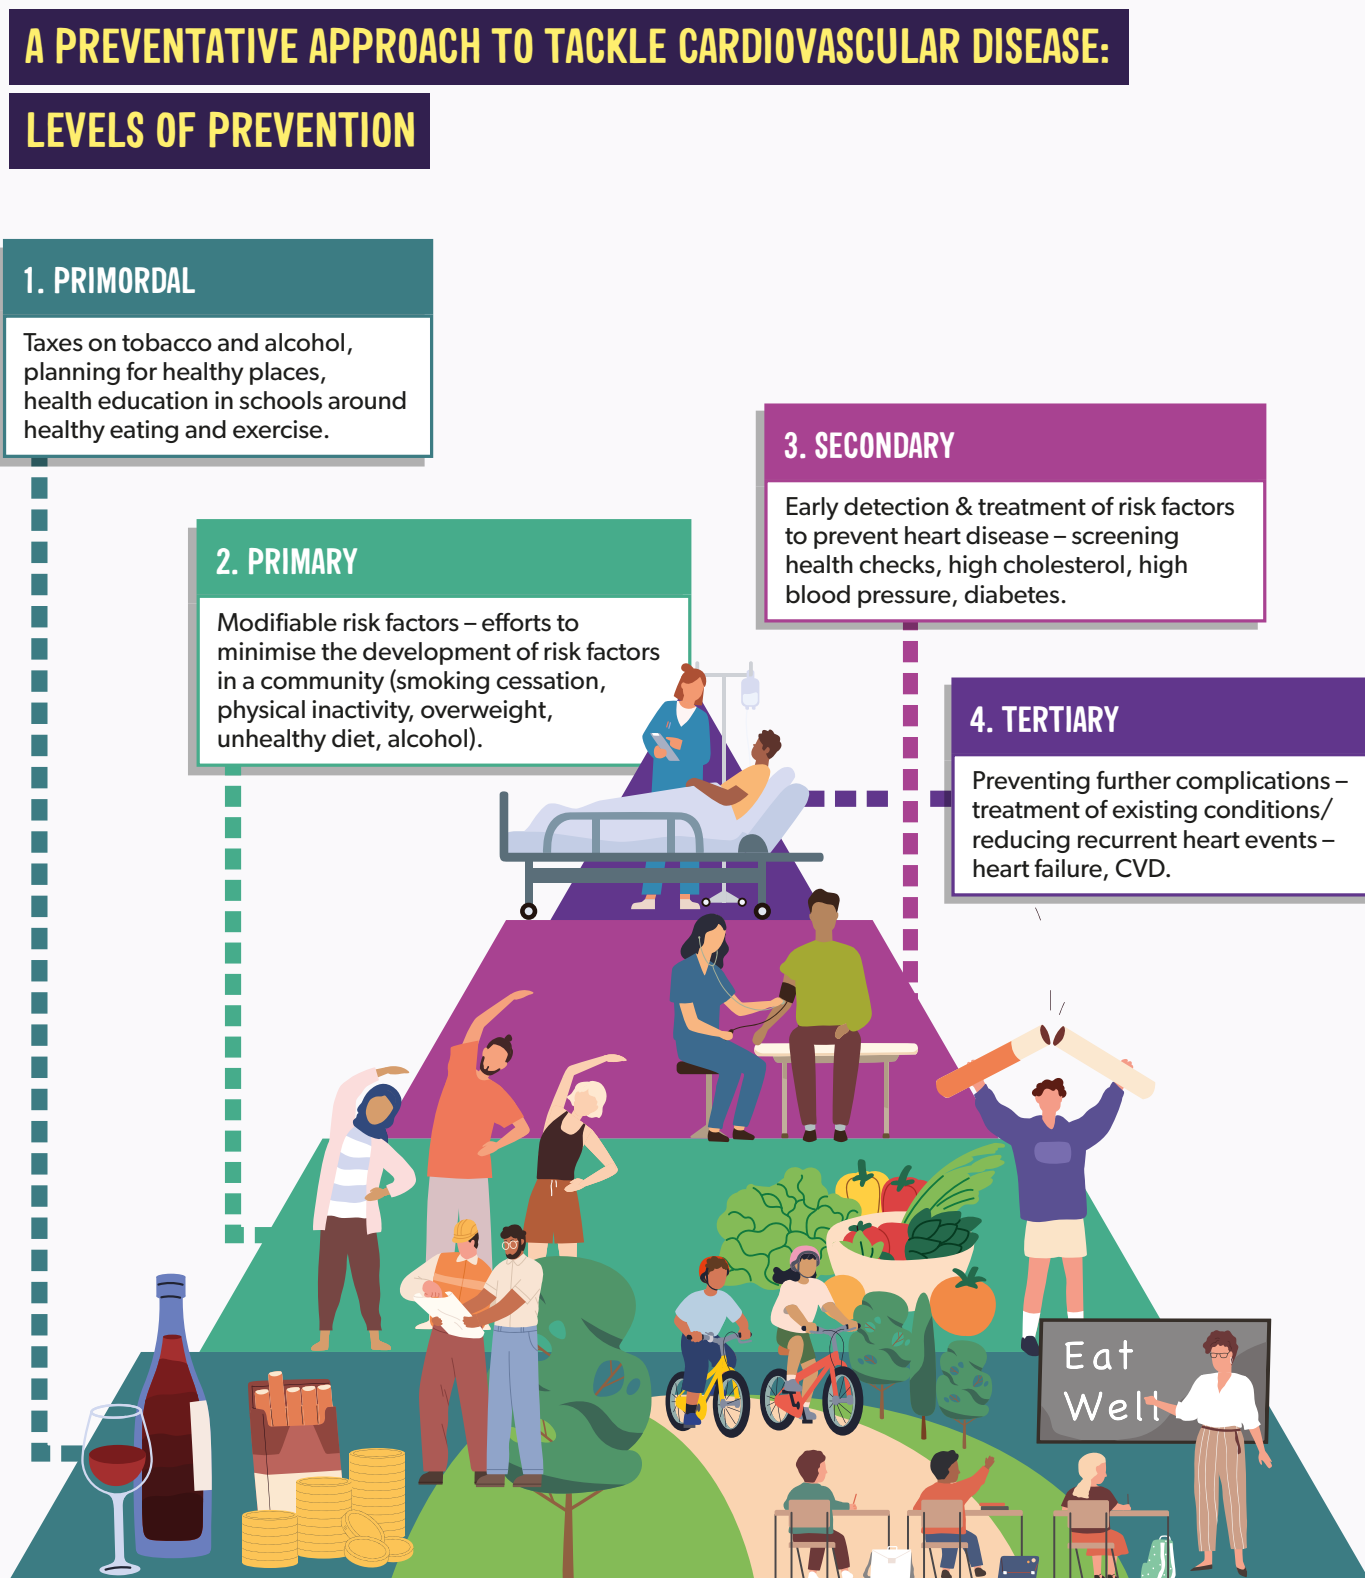 A PREVENTATIVE APPROACH TO TACKLE CARDIOVASCULAR DISEASE:
LEVELS OF PREVENTION
1. PRIMORDAL
Taxes on tobacco and alcohol,
planning for healthy places,
health education in schools around
healthy eating and exercise.
2. PRIMARY
Modifiable risk factors – efforts to
minimise the development of risk factors
in a community (smoking cessation,
physical inactivity, overweight,
unhealthy diet, alcohol).
3. SECONDARY
Early detection & treatment of risk factors
to prevent heart disease – screening
health checks, high cholesterol, high
blood pressure, diabetes.
4. TERTIARY
Preventing further complications –
treatment of existing conditions/
reducing recurrent heart events –
heart failure, CVD.
Eat
Well